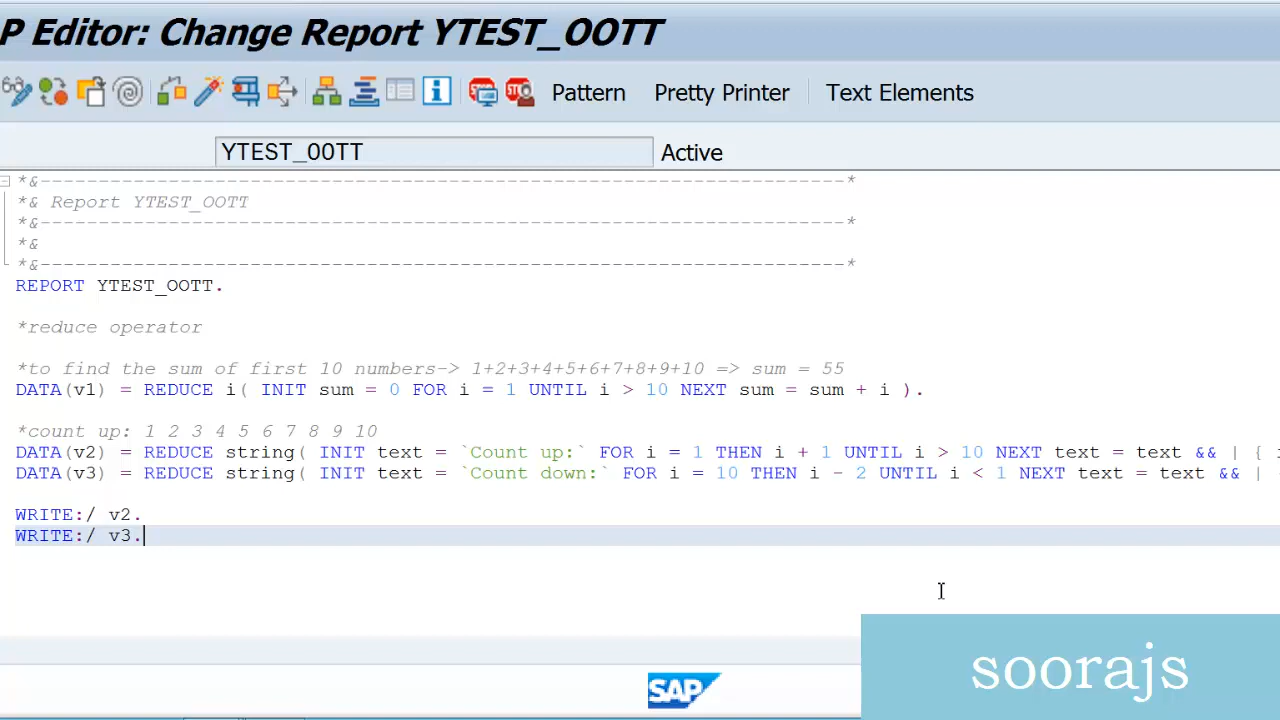 P Editor: Change Report YTEST_OOTT
Pattern Pretty Printer Text Elements
YTEST_OOTT Active
*&---------------------------------------------------------------------*
*& Report YTEST_OOTT
*&---------------------------------------------------------------------*
*&
*&---------------------------------------------------------------------*
REPORT YTEST_OOTT.
*reduce operator
*to find the sum of first 10 numbers-> 1+2+3+4+5+6+7+8+9+10 => sum = 55
DATA(v1) = REDUCE i( INIT sum = 0 FOR i = 1 UNTIL i > 10 NEXT sum = sum + i ).
*count up: 1 2 3 4 5 6 7 8 9 10
DATA(v2) = REDUCE string( INIT text = `Count up:` FOR i = 1 THEN i + 1 UNTIL i > 10 NEXT text = text && | { i
DATA(v3) = REDUCE string( INIT text = `Count down:` FOR i = 10 THEN i - 2 UNTIL i < 1 NEXT text = text && |
WRITE:/ v2.
WRITE:/ v3.
SAP
soorajs